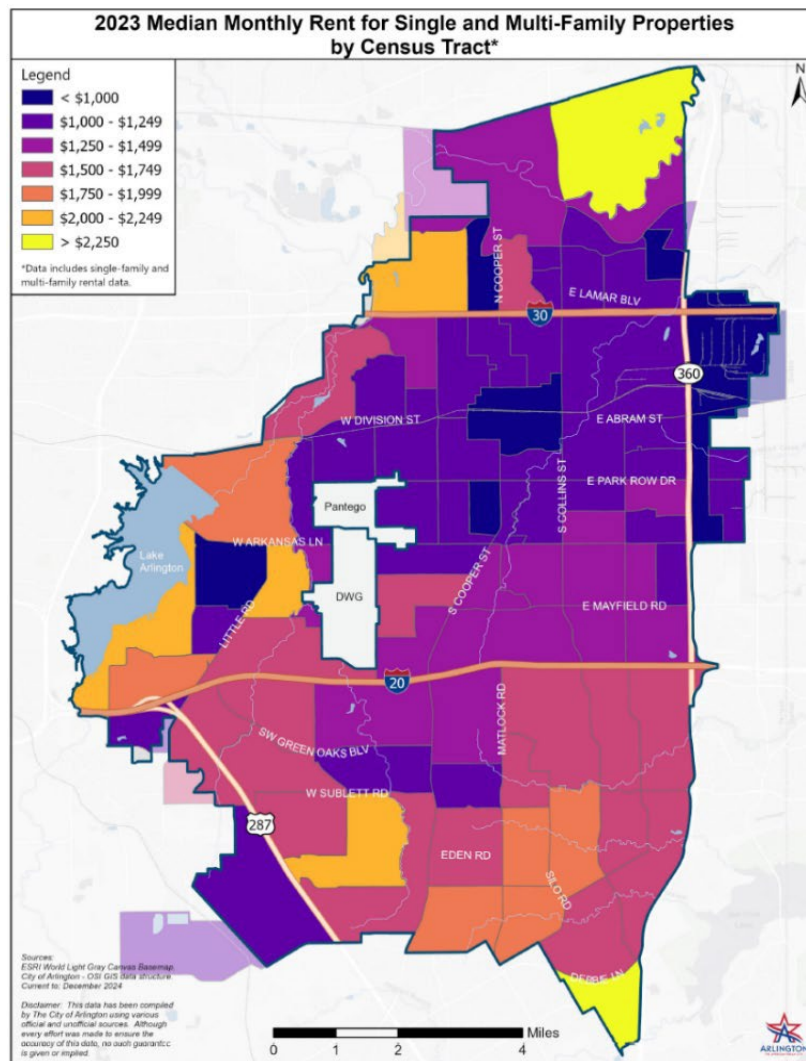 2023 Median Monthly Rent for Single and Multi-Family Properties
by Census Tract*
Legend
< $1,000
$1,000 - $1,249
$1,250 - $1,499
$1,500 - $1,749
$1,750 - $1,999
$2,000 - $2,249
> $2,250
*Data includes single-family and
multi-family rental data.
N
N COOPER ST
E LAMAR BLV
30
360
W DIVISION ST
E ABRAM ST
S COLLINS ST
E PARK ROW DR
Pantego
W ARKANSAS LN
Lake
Arlington
DWG
S COOPER ST
LITTLE RD
E MAYFIELD RD
20
MATLOCK RD
SW GREEN OAKS BLV
W SUBLETT RD
287
EDEN RD
SILO RD
DEBBIE LN
Sources:
ESRI World Light Gray Canvas Basemap
City of Arlington - OSI GIS data structure
Current to: December 2024
Disclaimer: This data has been compiled
by The City of Arlington using various
official and unofficial sources. Although
every effort was made to ensure the
accuracy of this data, no such guarantee
is given or implied.
Miles
0 1 2 4
ARLINGTON